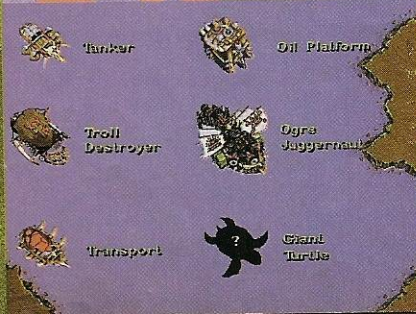 Tanker
Oil Platform
Troll
Destroyer
Ogre
Juggernaut
Transport
?
Giant
Turtle